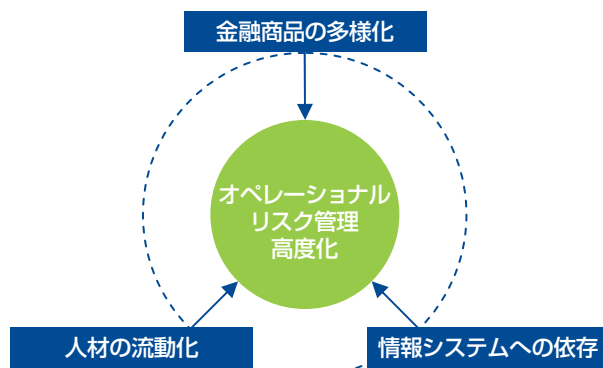 金融商品の多様化
オペレーショナル
リスク管理
高度化
人材の流動化
情報システムへの依存